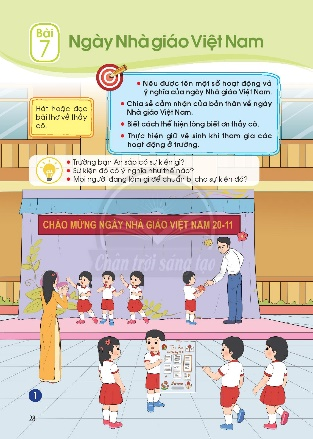 Bài
7
Ngày Nhà giáo Việt Nam
• Nêu được tên một số hoạt động và
ý nghĩa của ngày Nhà giáo Việt Nam.
• Chia sẻ cảm nhận của bản thân về ngày
Nhà giáo Việt Nam.
• Biết cách thể hiện lòng biết ơn thầy cô.
• Thực hiện giữ vệ sinh khi tham gia các
hoạt động ở trường.
Hát hoặc đọc
bài thơ về thầy
cô.
• Trường bạn An sắp có sự kiện gì?
• Sự kiện đó có ý nghĩa như thế nào?
• Mọi người đang làm gì để chuẩn bị cho sự kiện đó?
CHÀO MỪNG NGÀY NHÀ GIÁO VIỆT NAM 20-11
Chân trời sáng tạo
1
28